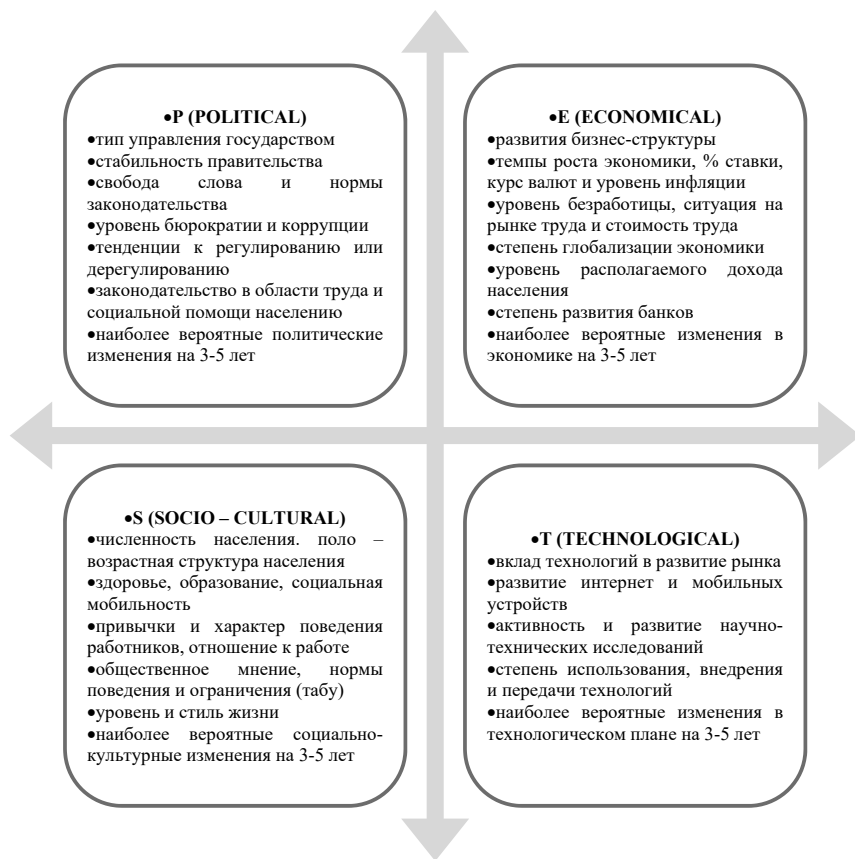 •P (POLITICAL)
•тип управления государством
•стабильность правительства
•свобода слова и нормы
законодательства
•уровень бюрократии и коррупции
•тенденции к регулированию или
дерегулированию
•законодательство в области труда и
социальной помощи населению
•наиболее вероятные политические
изменения на 3-5 лет
•E (ECONOMICAL)
•развития бизнес-структуры
•темпы роста экономики, % ставки,
курс валют и уровень инфляции
•уровень безработицы, ситуация на
рынке труда и стоимость труда
•степень глобализации экономики
•уровень располагаемого дохода
населения
•степень развития банков
•наиболее вероятные изменения в
экономике на 3-5 лет
•S (SOCIO – CULTURAL)
•численность населения. поло –
возрастная структура населения
•здоровье, образование, социальная
мобильность
•привычки и характер поведения
работников, отношение к работе
•общественное мнение, нормы
поведения и ограничения (табу)
•уровень и стиль жизни
•наиболее вероятные социально-
культурные изменения на 3-5 лет
•T (TECHNOLOGICAL)
•вклад технологий в развитие рынка
•развитие интернет и мобильных
устройств
•активность и развитие научно-
технических исследований
•степень использования, внедрения
и передачи технологий
•наиболее вероятные изменения в
технологическом плане на 3-5 лет